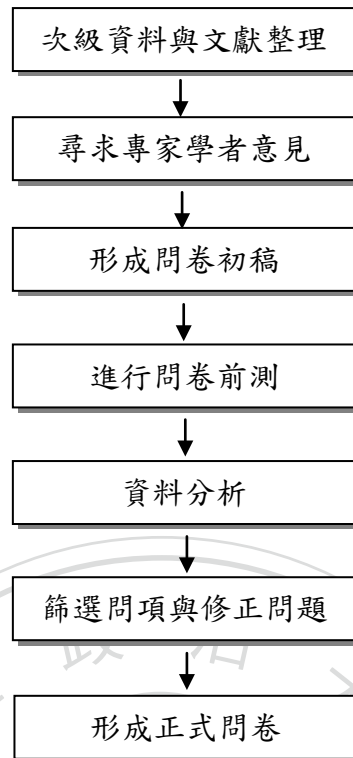 次級資料與文獻整理
尋求專家學者意見
形成問卷初稿
進行問卷前測
資料分析
篩選問項與修正問題
政 治
形成正式問卷